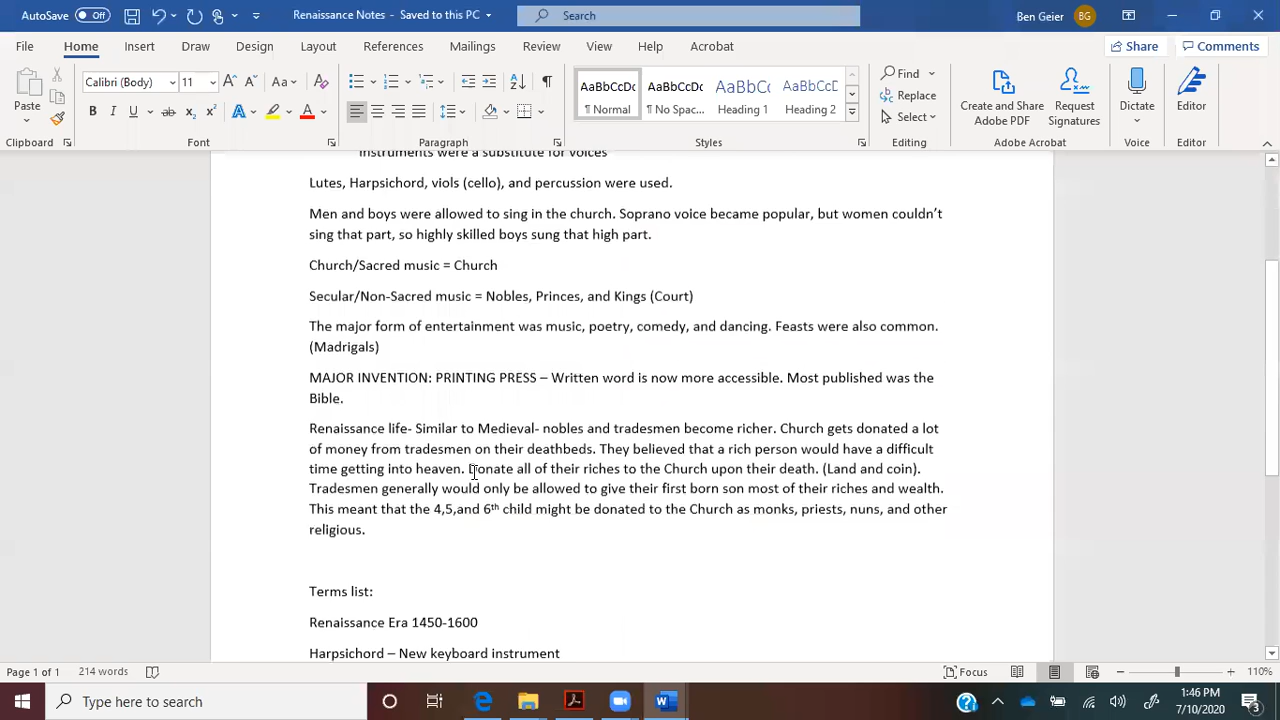 AutoSave Off Renaissance Notes - Saved to this PC Search Ben Geier BG
File Home Insert Draw Design Layout References Mailings Review View Help Acrobat Share Comments
Paste Calibri (Body) 11 Aa AaBbCcDc AaBbCcDc AaBbCc AaBbCcD Find Replace Select Create and Share Adobe PDF Request Signatures Dictate Editor
¶ Normal ¶ No Spac... Heading 1 Heading 2
Clipboard Font Paragraph Styles Editing Adobe Acrobat Voice Editor
Instruments were a substitute for voices
Lutes, Harpsichord, viols (cello), and percussion were used.
Men and boys were allowed to sing in the church. Soprano voice became popular, but women couldn't
sing that part, so highly skilled boys sung that high part.
Church/Sacred music = Church
Secular/Non-Sacred music = Nobles, Princes, and Kings (Court)
The major form of entertainment was music, poetry, comedy, and dancing. Feasts were also common.
(Madrigals)
MAJOR INVENTION: PRINTING PRESS – Written word is now more accessible. Most published was the
Bible.
Renaissance life- Similar to Medieval- nobles and tradesmen become richer. Church gets donated a lot
of money from tradesmen on their deathbeds. They believed that a rich person would have a difficult
time getting into heaven. Donate all of their riches to the Church upon their death. (Land and coin).
Tradesmen generally would only be allowed to give their first born son most of their riches and wealth.
This meant that the 4,5,and 6th child might be donated to the Church as monks, priests, nuns, and other
religious.
Terms list:
Renaissance Era 1450-1600
Harpsichord – New keyboard instrument
Page 1 of 1 214 words Focus 110%
Type here to search 1:46 PM
7/10/2020 3